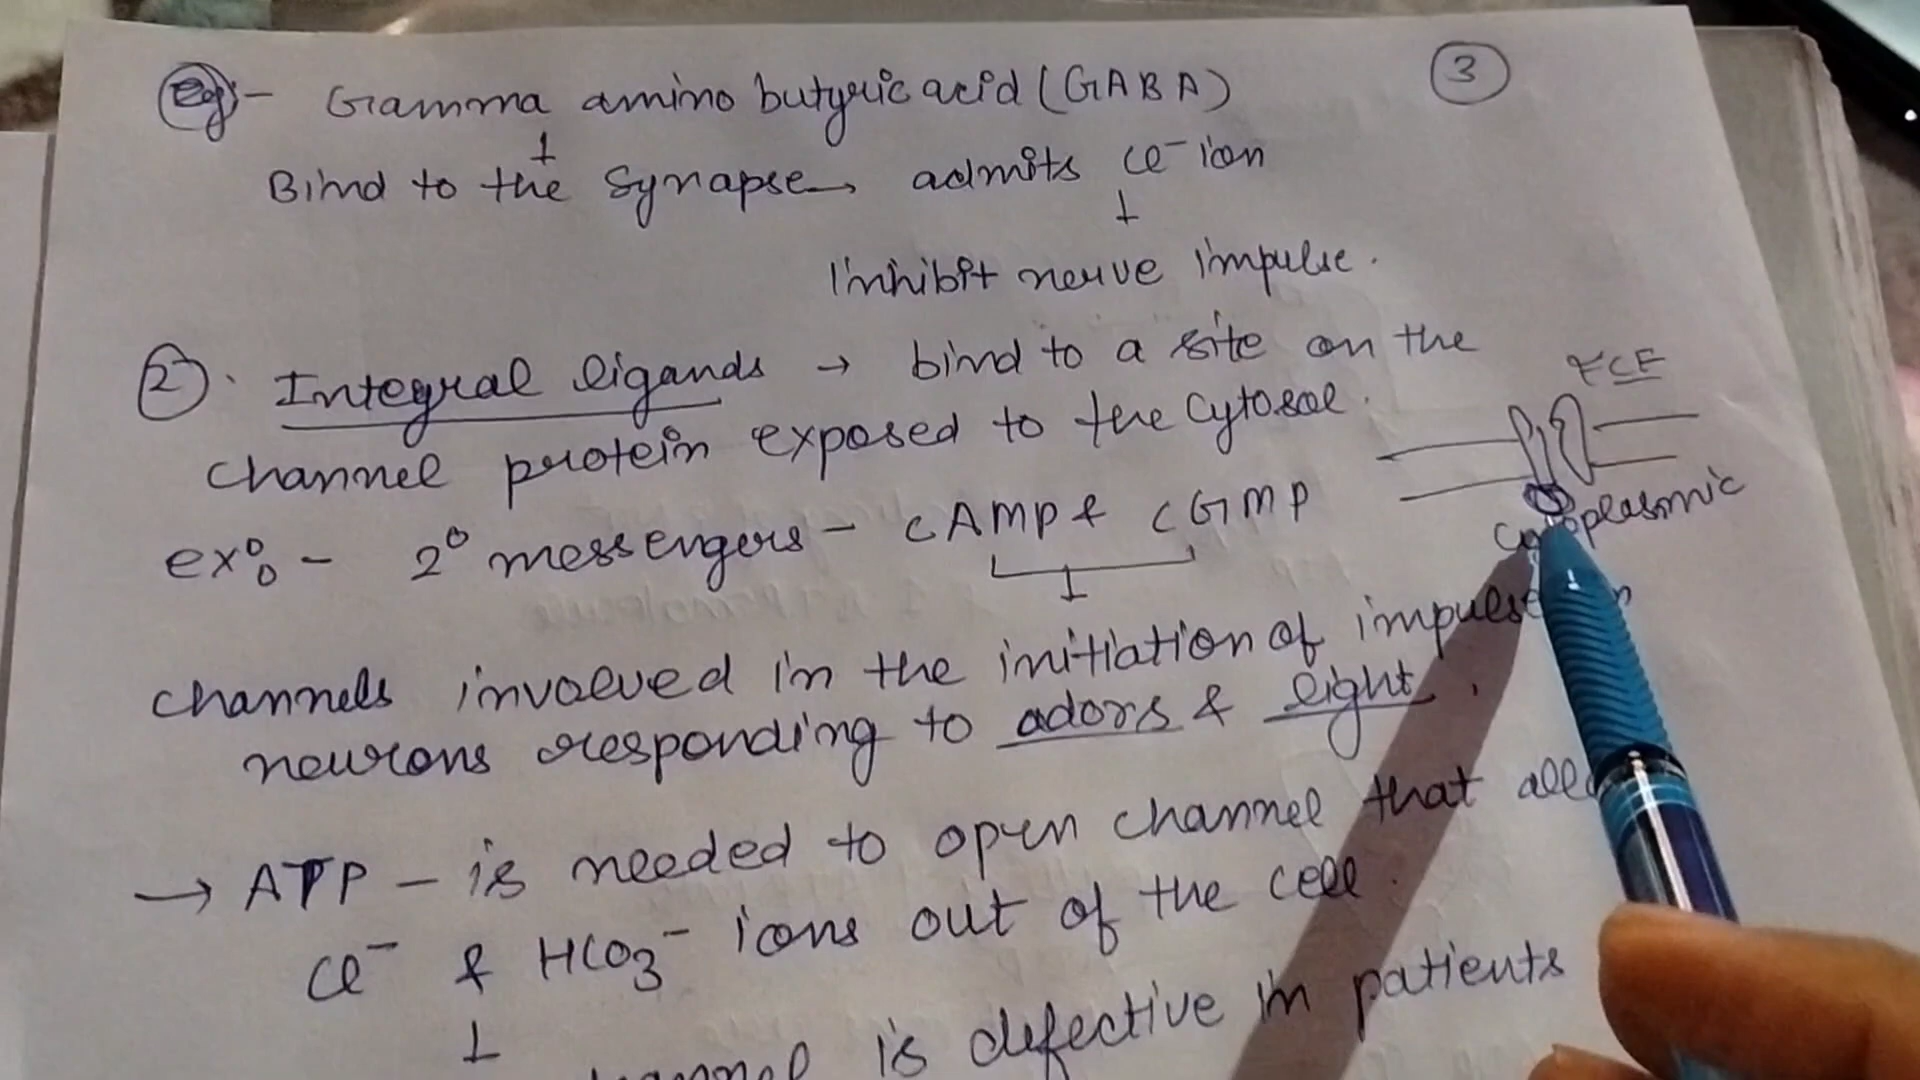 eg:- Gramma amino butyric acid (GABA)
3
Bind to the synapse → admits Cl⁻ ion
Inhibit nerve impulse.
2. Integral ligands → bind to a site on the
channel protein exposed to the cytosol.
ECF
cytoplasmic
ex:- 2° messengers - cAMP & cGMP
channels involved in the initiation of impulse
neurons responding to adors & light.
→ ATP - is needed to open channel that
Cl⁻ & HCO3⁻ ions out of the cell.
is defective in patients